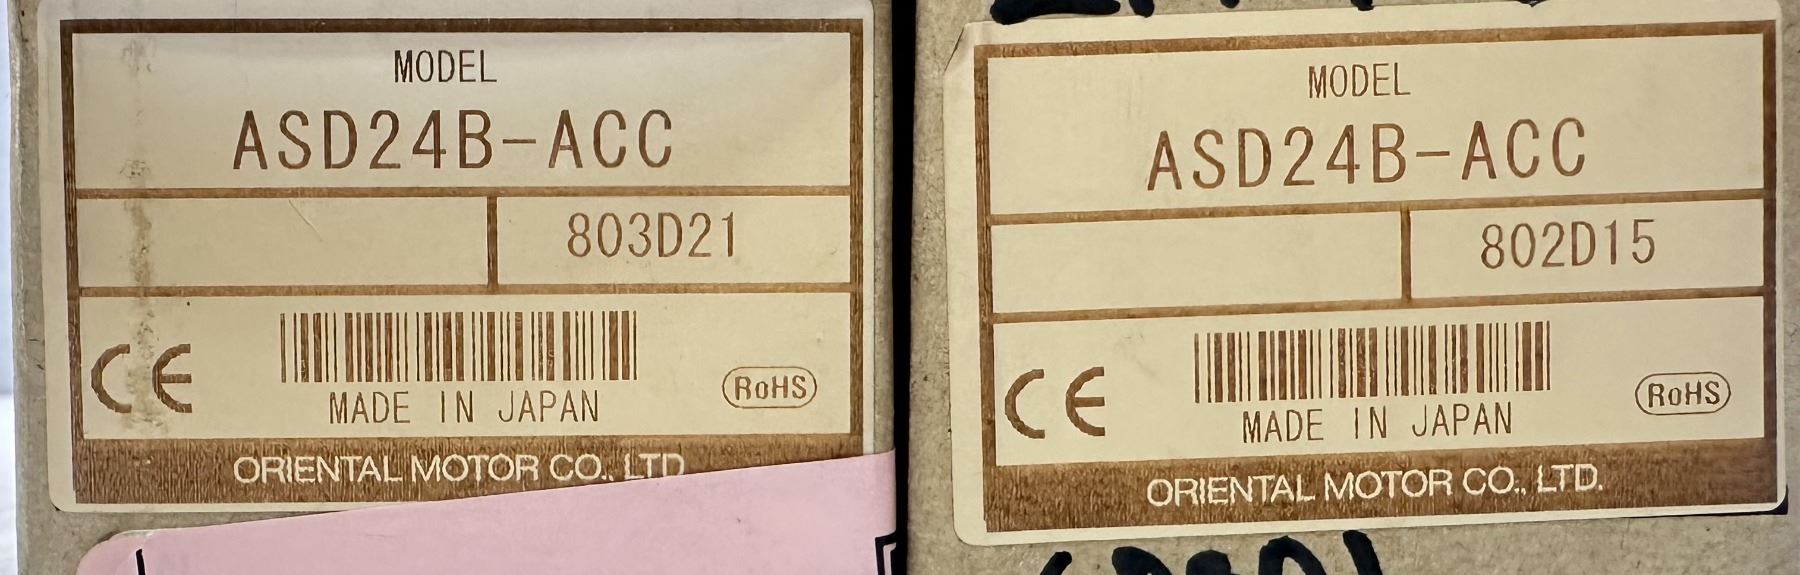 MODEL
ASD24B-ACC
803D21
CE
MADE IN JAPAN
RoHS
ORIENTAL MOTOR CO., LTD
MODEL
ASD24B-ACC
802D15
CE
MADE IN JAPAN
RoHS
ORIENTAL MOTOR CO., LTD.